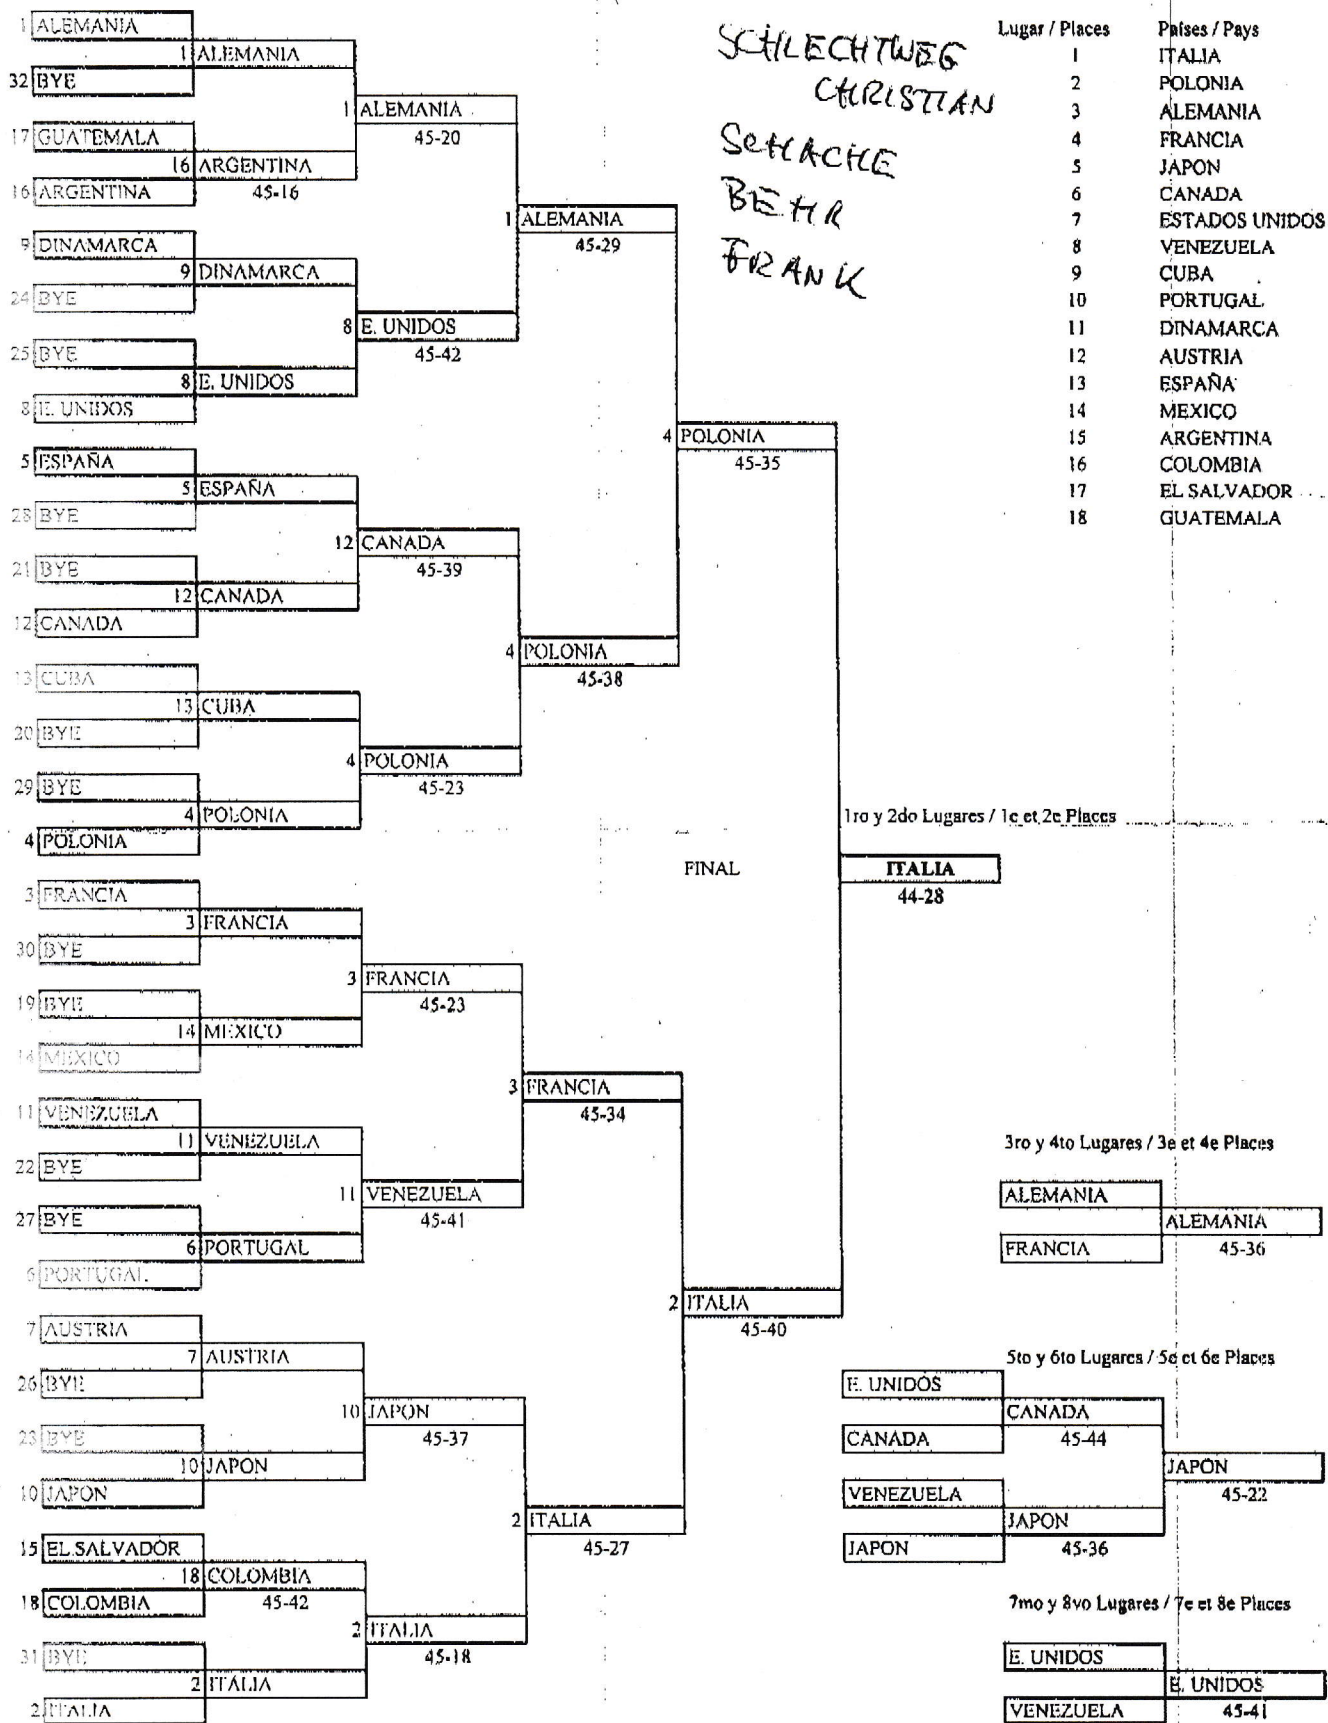 1 ALEMANIA
1 ALEMANIA
32 BYE
1 ALEMANIA
45-20
17 GUATEMALA
16 ARGENTINA
45-16
16 ARGENTINA
1 ALEMANIA
45-29
9 DINAMARCA
9 DINAMARCA
24 BYE
8 E. UNIDOS
45-42
25 BYE
8 E. UNIDOS
8 E. UNIDOS
4 POLONIA
45-35
5 ESPAÑA
5 ESPAÑA
28 BYE
12 CANADA
45-39
21 BYE
12 CANADA
12 CANADA
4 POLONIA
45-38
13 CUBA
13 CUBA
20 BYE
4 POLONIA
45-23
29 BYE
4 POLONIA
4 POLONIA
SCHLECHTWEG
CHRISTIAN
SCHACHE
BEHR
FRANK
Lugar / Places Países / Pays
1 ITALIA
2 POLONIA
3 ALEMANIA
4 FRANCIA
5 JAPON
6 CANADA
7 ESTADOS UNIDOS
8 VENEZUELA
9 CUBA
10 PORTUGAL
11 DINAMARCA
12 AUSTRIA
13 ESPAÑA
14 MEXICO
15 ARGENTINA
16 COLOMBIA
17 EL SALVADOR
18 GUATEMALA
1ro y 2do Lugares / 1e et 2e Places
FINAL
ITALIA
44-28
3 FRANCIA
3 FRANCIA
30 BYE
3 FRANCIA
45-23
19 BYE
14 MEXICO
14 MEXICO
3 FRANCIA
45-34
11 VENEZUELA
11 VENEZUELA
22 BYE
11 VENEZUELA
45-41
27 BYE
6 PORTUGAL
6 PORTUGAL
2 ITALIA
45-40
7 AUSTRIA
7 AUSTRIA
26 BYE
10 JAPON
45-37
23 BYE
10 JAPON
10 JAPON
2 ITALIA
45-27
15 EL SALVADOR
18 COLOMBIA
45-42
18 COLOMBIA
2 ITALIA
45-18
31 BYE
2 ITALIA
2 ITALIA
3ro y 4to Lugares / 3e et 4e Places
ALEMANIA
ALEMANIA
45-36
FRANCIA
5to y 6to Lugares / 5e et 6e Places
E. UNIDOS
CANADA
45-44
CANADA
JAPON
45-22
VENEZUELA
JAPON
45-36
JAPON
7mo y 8vo Lugares / 7e et 8e Places
E. UNIDOS
E. UNIDOS
45-41
VENEZUELA